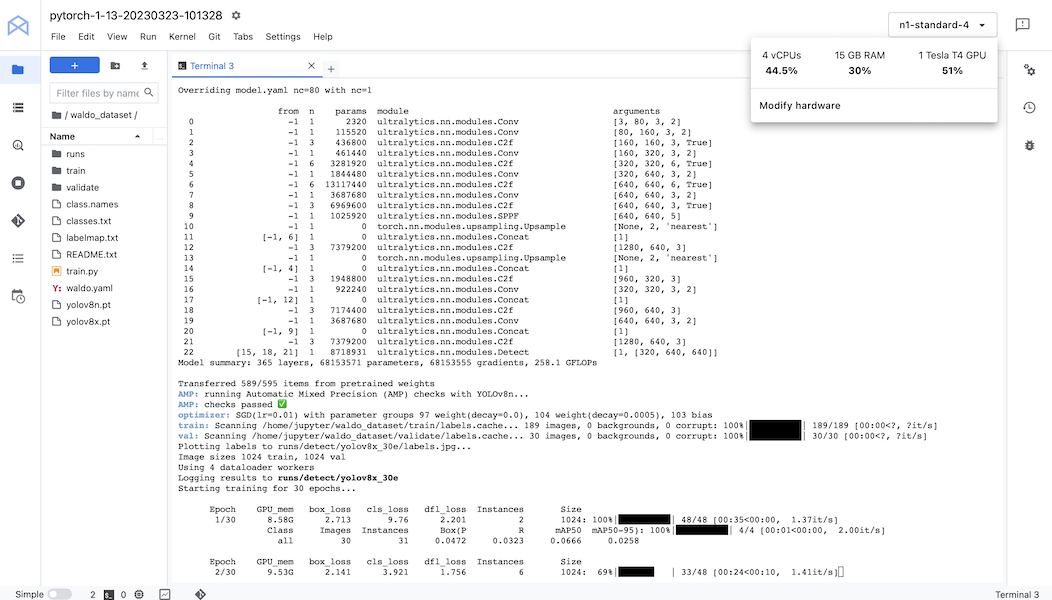 pytorch-1-13-20230323-101328
File Edit View Run Kernel Git Tabs Settings Help
n1-standard-4
4 vCPUs 15 GB RAM 1 Tesla T4 GPU
44.5% 30% 51%
Modify hardware
+
Filter files by name
/ waldo_dataset /
Name
runs
train
validate
class.names
classes.txt
labelmap.txt
README.txt
train.py
Y: waldo.yaml
yolov8n.pt
yolov8x.pt
Terminal 3
Overriding model.yaml nc=80 with nc=1
from n params module arguments
0 -1 1 2320 ultralytics.nn.modules.Conv [3, 80, 3, 2]
1 -1 1 115520 ultralytics.nn.modules.Conv [80, 160, 3, 2]
2 -1 3 436800 ultralytics.nn.modules.C2f [160, 160, 3, True]
3 -1 1 461440 ultralytics.nn.modules.Conv [160, 320, 3, 2]
4 -1 6 3281920 ultralytics.nn.modules.C2f [320, 320, 6, True]
5 -1 1 1844480 ultralytics.nn.modules.Conv [320, 640, 3, 2]
6 -1 6 13117440 ultralytics.nn.modules.C2f [640, 640, 6, True]
7 -1 1 3687680 ultralytics.nn.modules.Conv [640, 640, 3, 2]
8 -1 3 6969600 ultralytics.nn.modules.C2f [640, 640, 3, True]
9 -1 1 1025920 ultralytics.nn.modules.SPPF [640, 640, 5]
10 -1 1 0 torch.nn.modules.upsampling.Upsample [None, 2, 'nearest']
11 [-1, 6] 1 0 ultralytics.nn.modules.Concat [1]
12 -1 3 7379200 ultralytics.nn.modules.C2f [1280, 640, 3]
13 -1 1 0 torch.nn.modules.upsampling.Upsample [None, 2, 'nearest']
14 [-1, 4] 1 0 ultralytics.nn.modules.Concat [1]
15 -1 3 1948800 ultralytics.nn.modules.C2f [960, 320, 3]
16 -1 1 922240 ultralytics.nn.modules.Conv [320, 320, 3, 2]
17 [-1, 12] 1 0 ultralytics.nn.modules.Concat [1]
18 -1 3 7174400 ultralytics.nn.modules.C2f [960, 640, 3]
19 -1 1 3687680 ultralytics.nn.modules.Conv [640, 640, 3, 2]
20 [-1, 9] 1 0 ultralytics.nn.modules.Concat [1]
21 -1 3 7379200 ultralytics.nn.modules.C2f [1280, 640, 3]
22 [15, 18, 21] 1 8718931 ultralytics.nn.modules.Detect [1, [320, 640, 640]]
Model summary: 365 layers, 68153571 parameters, 68153555 gradients, 258.1 GFLOPs
Transferred 589/595 items from pretrained weights
AMP: running Automatic Mixed Precision (AMP) checks with YOLOv8n...
AMP: checks passed ✅
optimizer: SGD(lr=0.01) with parameter groups 97 weight(decay=0.0), 104 weight(decay=0.0005), 103 bias
train: Scanning /home/jupyter/waldo_dataset/train/labels.cache... 189 images, 0 backgrounds, 0 corrupt: 100%| | 189/189 [00:00<?, ?it/s]
val: Scanning /home/jupyter/waldo_dataset/validate/labels.cache... 30 images, 0 backgrounds, 0 corrupt: 100%| | 30/30 [00:00<?, ?it/s]
Plotting labels to runs/detect/yolov8x_30e/labels.jpg...
Image sizes 1024 train, 1024 val
Using 4 dataloader workers
Logging results to runs/detect/yolov8x_30e
Starting training for 30 epochs...
Epoch GPU_mem box_loss cls_loss dfl_loss Instances Size
1/30 8.58G 2.713 9.76 2.201 2 1024: 100%| | 48/48 [00:35<00:00, 1.37it/s]
Class Images Instances Box(P R mAP50 mAP50-95): 100%| | 4/4 [00:01<00:00, 2.00it/s]
all 30 31 0.0472 0.0323 0.0666 0.0258
Epoch GPU_mem box_loss cls_loss dfl_loss Instances Size
2/30 9.53G 2.141 3.921 1.756 6 1024: 69%| | 33/48 [00:24<00:10, 1.41it/s]
Simple 2 0 Terminal 3